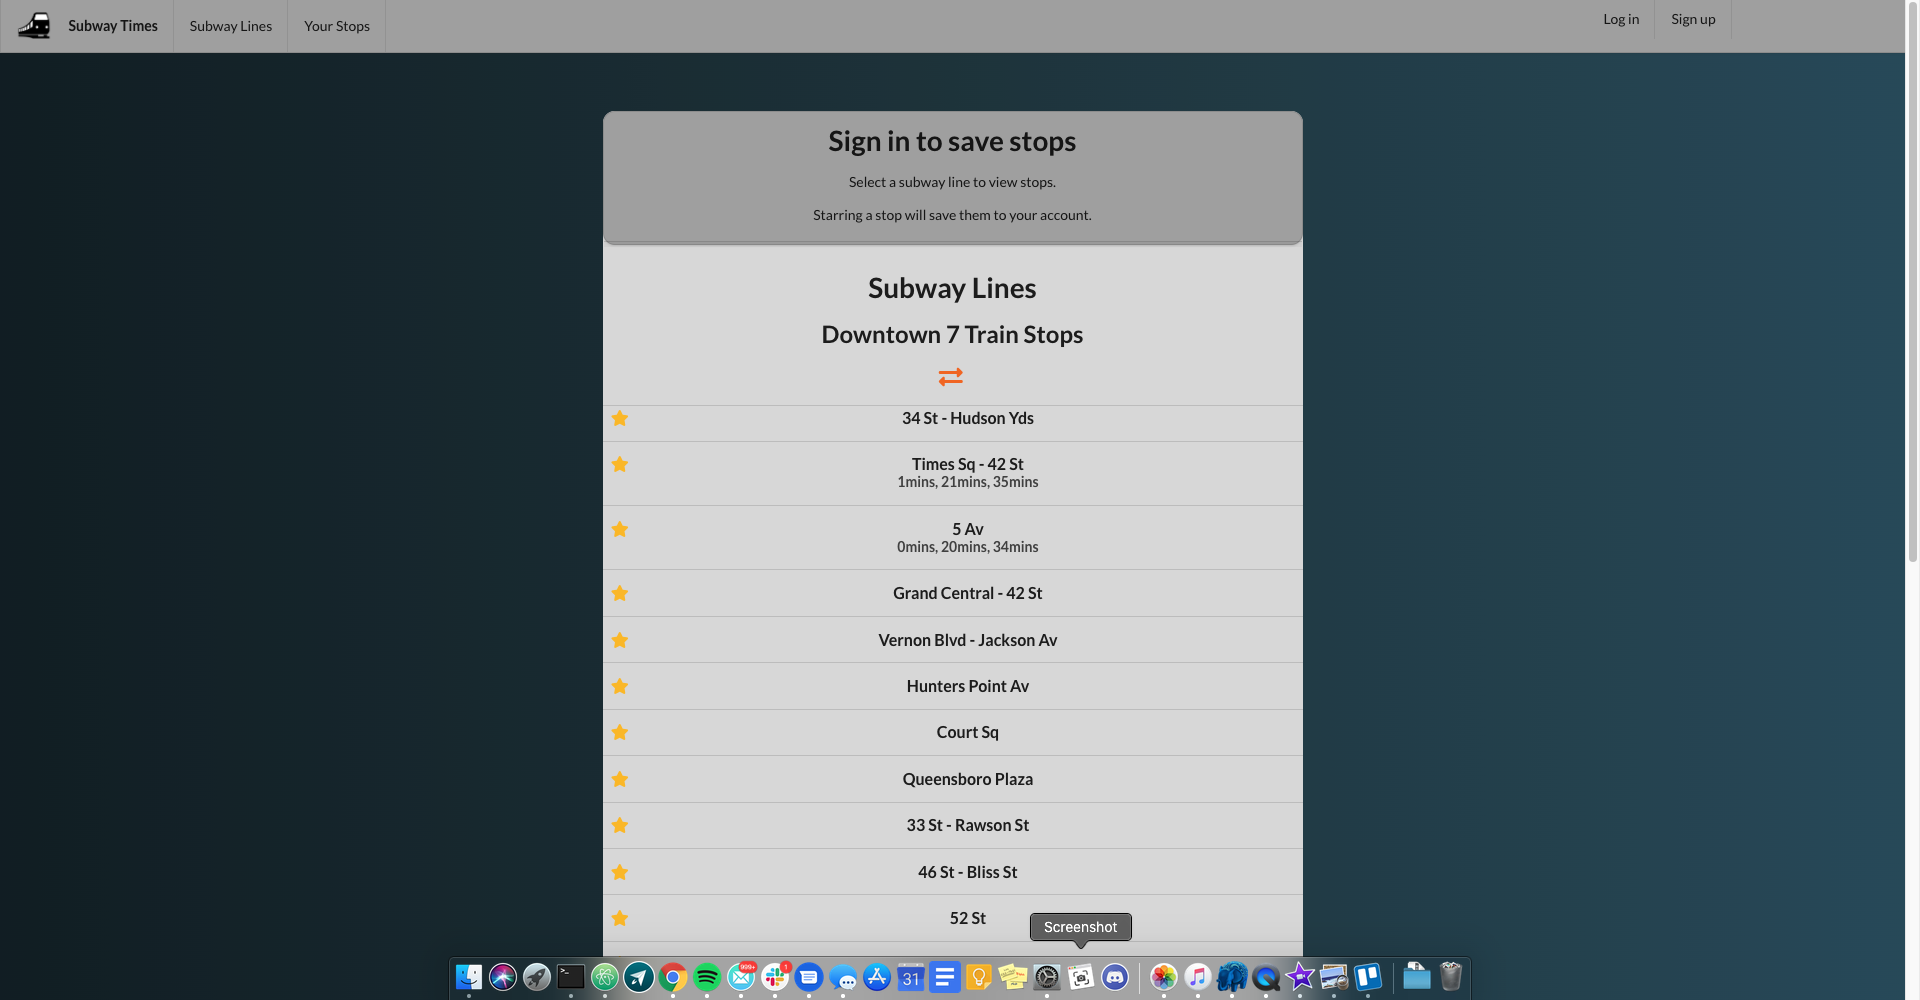 Subway Times
Subway Lines
Your Stops
Log in
Sign up
Sign in to save stops
Select a subway line to view stops.
Starring a stop will save them to your account.
Subway Lines
Downtown 7 Train Stops
34 St - Hudson Yds
Times Sq - 42 St
1mins, 21mins, 35mins
5 Av
0mins, 20mins, 34mins
Grand Central - 42 St
Vernon Blvd - Jackson Av
Hunters Point Av
Court Sq
Queensboro Plaza
33 St - Rawson St
46 St - Bliss St
52 St
Screenshot
999+
1
31